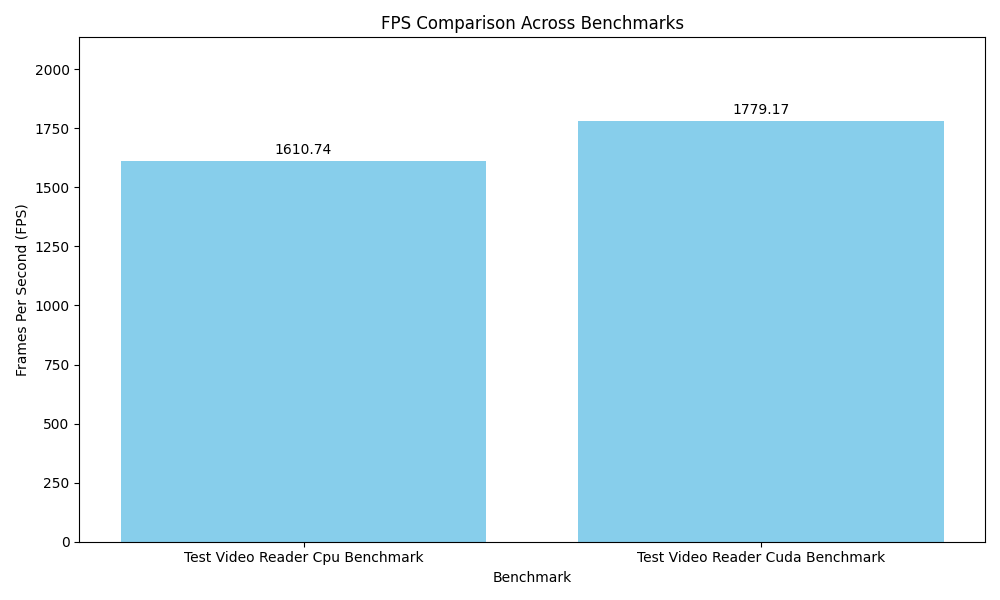 FPS Comparison Across Benchmarks
2000
1750
1500
1250
1000
750
500
250
0
Frames Per Second (FPS)
1610.74
1779.17
Test Video Reader Cpu Benchmark
Test Video Reader Cuda Benchmark
Benchmark